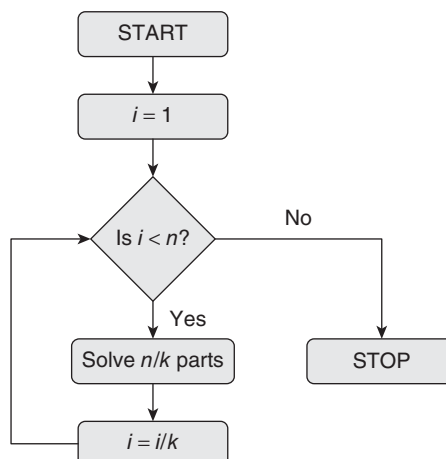 START
i = 1
Is i < n?
No
Yes
Solve n/k parts
STOP
i = i/k